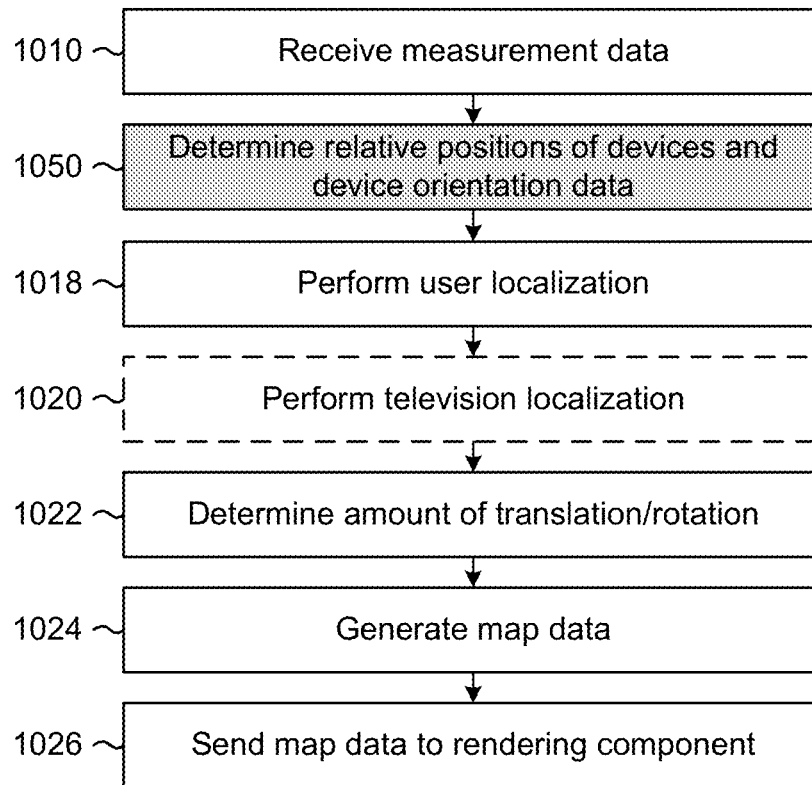 1010 Receive measurement data
1050 Determine relative positions of devices and
device orientation data
1018 Perform user localization
1020 Perform television localization
1022 Determine amount of translation/rotation
1024 Generate map data
1026 Send map data to rendering component